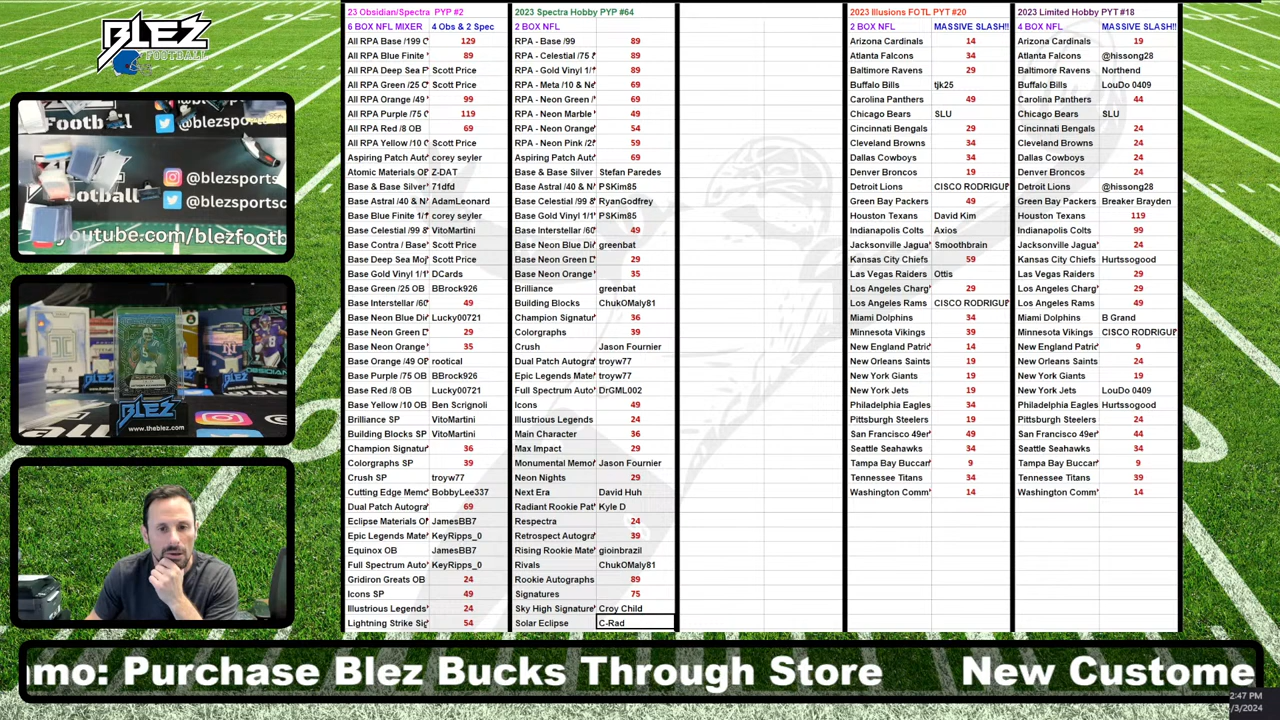 BLEZ
FOOTBALL
Football
@blezsports
@blezsportsc
@blezsports
ootball
youtube.com/blezfootb
BLEZ
BLEZ
www.theblez.com
OBSIDIAN
23 Obsidian/Spectra PYP #2
6 BOX NFL MIXER 4 Obs & 2 Spec
All RPA Base /199 129
All RPA Blue Finite 89
All RPA Deep Sea Scott Price
All RPA Green /25 Scott Price
All RPA Orange /49 99
All RPA Purple /75 119
All RPA Red /8 OB 69
All RPA Yellow /10 Scott Price
Aspiring Patch Aut corey seyler
Atomic Materials OB Z-DAT
Base & Base Silver 71dfd
Base Astral /40 & N AdamLeonard
Base Blue Finite 1/ corey seyler
Base Celestial /99 & VitoMartini
Base Contra / Base Scott Price
Base Deep Sea Moj Scott Price
Base Gold Vinyl 1/1 DCards
Base Green /25 OB BBrock926
Base Interstellar /60 49
Base Neon Blue Di Lucky00721
Base Neon Green D 29
Base Neon Orange 35
Base Orange /49 OB rootical
Base Purple /75 OB BBrock926
Base Red /8 OB Lucky00721
Base Yellow /10 OB Ben Scrignoli
Brilliance SP VitoMartini
Building Blocks SP VitoMartini
Champion Signatur 36
Colorgraphs SP 39
Crush SP troyw77
Cutting Edge Memo BobbyLee337
Dual Patch Autogra 69
Eclipse Materials O JamesBB7
Epic Legends Mate KeyRipps_0
Equinox OB JamesBB7
Full Spectrum Auto KeyRipps_0
Gridiron Greats OB 24
Icons SP 49
Illustrious Legends 24
Lightning Strike Sig 54
2023 Spectra Hobby PYP #64
2 BOX NFL
RPA - Base /99 89
RPA - Celestial /75 & 89
RPA - Gold Vinyl 1/ 89
RPA - Meta /10 & Ne 69
RPA - Neon Green / 69
RPA - Neon Marble 49
RPA - Neon Orange 54
RPA - Neon Pink /2 59
Aspiring Patch Aut 69
Base & Base Silver Stefan Paredes
Base Astral /40 & N PSKim85
Base Celestial /99 & RyanGodfrey
Base Gold Vinyl 1/1 PSKim85
Base Interstellar /60 49
Base Neon Blue Di greenbat
Base Neon Green D 29
Base Neon Orange 35
Brilliance greenbat
Building Blocks ChukOMaly81
Champion Signatur 36
Colorgraphs 39
Crush Jason Fournier
Dual Patch Autogra troyw77
Epic Legends Mate troyw77
Full Spectrum Auto DrGML002
Icons 49
Illustrious Legends 24
Main Character 36
Max Impact 29
Monumental Memo Jason Fournier
Neon Nights 29
Next Era David Huh
Radiant Rookie Pat Kyle D
Respectra 24
Retrospect Autogra 39
Rising Rookie Mate gioinbrazil
Rivals ChukOMaly81
Rookie Autographs 89
Signatures 75
Sky High Signature Croy Child
Solar Eclipse C-Rad
2023 Illusions FOTL PYT #20
2 BOX NFL MASSIVE SLASH!!
Arizona Cardinals 14
Atlanta Falcons 34
Baltimore Ravens 29
Buffalo Bills tjk25
Carolina Panthers 49
Chicago Bears SLU
Cincinnati Bengals 29
Cleveland Browns 34
Dallas Cowboys 34
Denver Broncos 19
Detroit Lions CISCO RODRIGU
Green Bay Packers 49
Houston Texans David Kim
Indianapolis Colts Axios
Jacksonville Jagua Smoothbrain
Kansas City Chiefs 59
Las Vegas Raiders Ottis
Los Angeles Charg 29
Los Angeles Rams CISCO RODRIGU
Miami Dolphins 34
Minnesota Vikings 39
New England Patri 14
New Orleans Saints 19
New York Giants 19
New York Jets 19
Philadelphia Eagles 34
Pittsburgh Steelers 19
San Francisco 49er 49
Seattle Seahawks 34
Tampa Bay Buccan 9
Tennessee Titans 34
Washington Comm 14
2023 Limited Hobby PYT #18
4 BOX NFL MASSIVE SLASH!!
Arizona Cardinals 19
Atlanta Falcons @hissong28
Baltimore Ravens Northend
Buffalo Bills LouDo 0409
Carolina Panthers 44
Chicago Bears SLU
Cincinnati Bengals 24
Cleveland Browns 24
Dallas Cowboys 24
Denver Broncos 24
Detroit Lions @hissong28
Green Bay Packers Breaker Brayden
Houston Texans 119
Indianapolis Colts 99
Jacksonville Jagua 24
Kansas City Chiefs Hurtssogood
Las Vegas Raiders 29
Los Angeles Charg 29
Los Angeles Rams 49
Miami Dolphins B Grand
Minnesota Vikings CISCO RODRIGU
New England Patri 9
New Orleans Saints 24
New York Giants 19
New York Jets LouDo 0409
Philadelphia Eagles Hurtssogood
Pittsburgh Steelers 24
San Francisco 49er 44
Seattle Seahawks 34
Tampa Bay Buccan 9
Tennessee Titans 39
Washington Comm 14
mo: Purchase Blez Bucks Through Store New Custome
2:47 PM
/3/2024